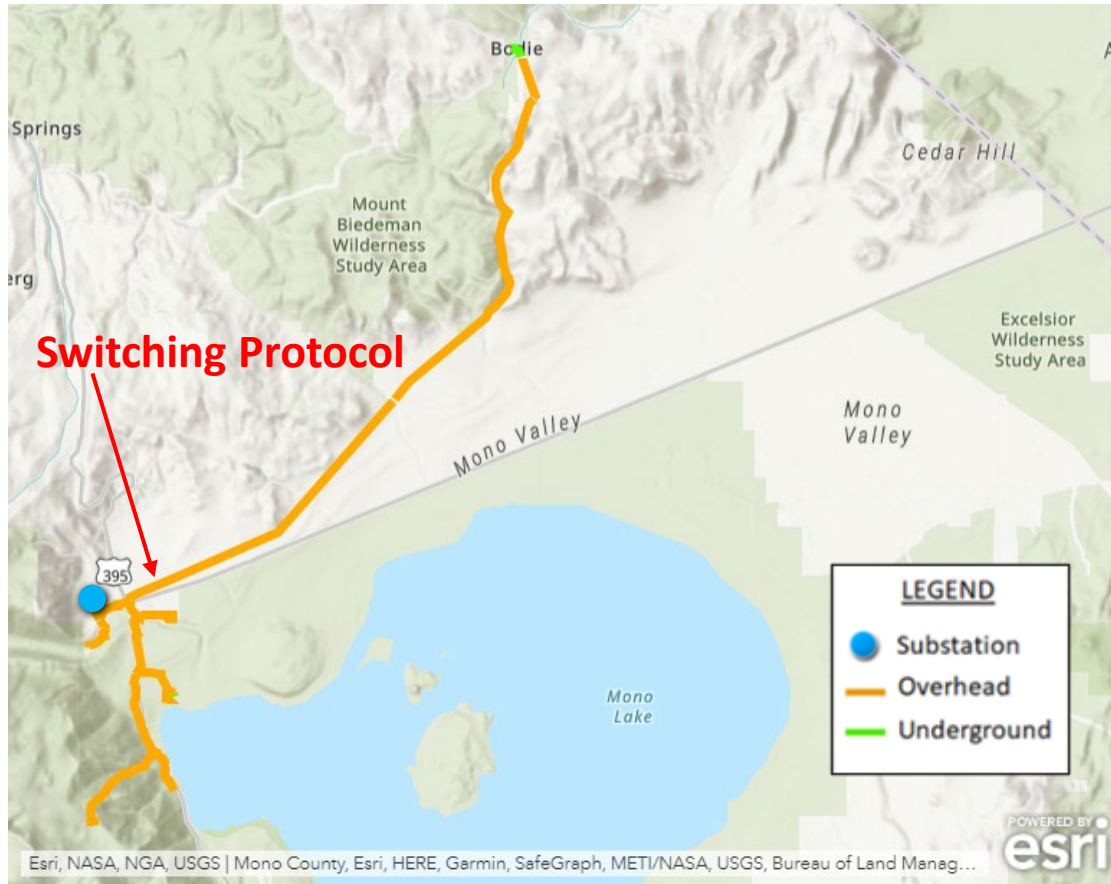 Bodie
Springs
Cedar Hill
Mount
Biedeman
Wilderness
Study Area
erg
Excelsior
Wilderness
Study Area
Switching Protocol
Mono
Valley
Mono Valley
395
LEGEND
Substation
Overhead
Underground
Mono
Lake
POWERED BY
esri
Esri, NASA, NGA, USGS | Mono County, Esri, HERE, Garmin, SafeGraph, METI/NASA, USGS, Bureau of Land Manag...